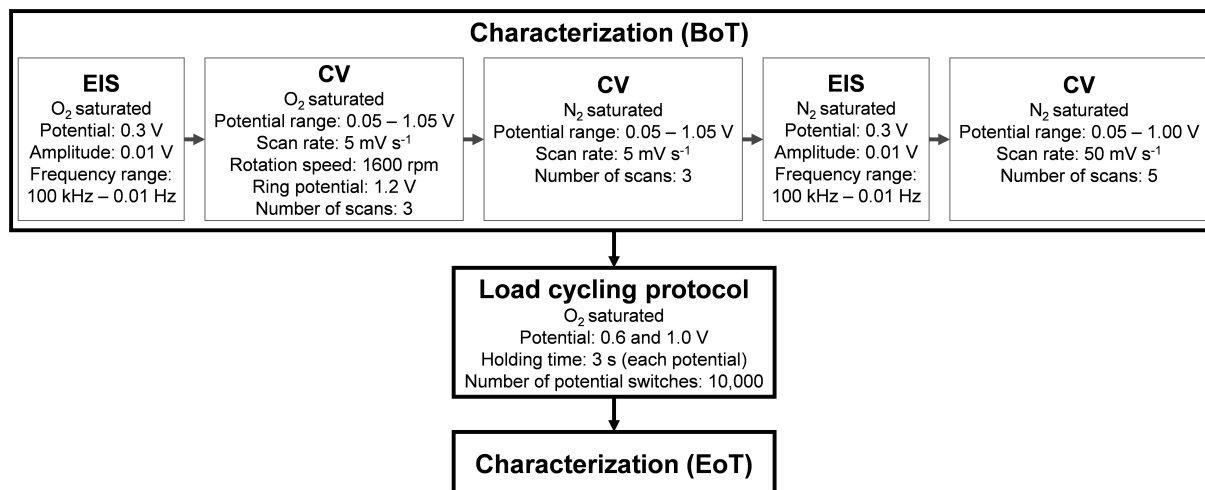 Characterization (BoT)
EIS
O₂ saturated
Potential: 0.3 V
Amplitude: 0.01 V
Frequency range:
100 kHz – 0.01 Hz
CV
O₂ saturated
Potential range: 0.05 – 1.05 V
Scan rate: 5 mV s⁻¹
Rotation speed: 1600 rpm
Ring potential: 1.2 V
Number of scans: 3
CV
N₂ saturated
Potential range: 0.05 – 1.05 V
Scan rate: 5 mV s⁻¹
Number of scans: 3
EIS
N₂ saturated
Potential: 0.3 V
Amplitude: 0.01 V
Frequency range:
100 kHz – 0.01 Hz
CV
N₂ saturated
Potential range: 0.05 – 1.00 V
Scan rate: 50 mV s⁻¹
Number of scans: 5
Load cycling protocol
O₂ saturated
Potential: 0.6 and 1.0 V
Holding time: 3 s (each potential)
Number of potential switches: 10,000
Characterization (EoT)